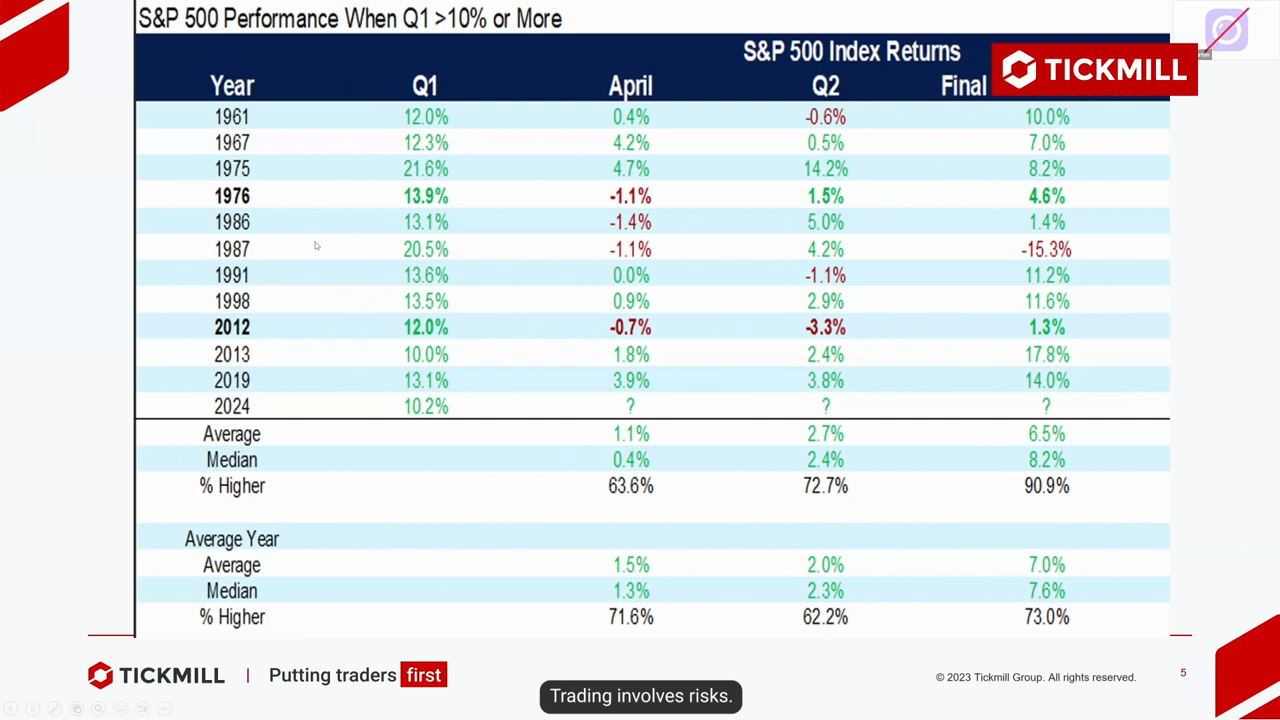 S&P 500 Performance When Q1 >10% or More
S&P 500 Index Returns
TICKMILL
Year Q1 April Q2 Final
1961 12.0% 0.4% -0.6% 10.0%
1967 12.3% 4.2% 0.5% 7.0%
1975 21.6% 4.7% 14.2% 8.2%
1976 13.9% -1.1% 1.5% 4.6%
1986 13.1% -1.4% 5.0% 1.4%
1987 20.5% -1.1% 4.2% -15.3%
1991 13.6% 0.0% -1.1% 11.2%
1998 13.5% 0.9% 2.9% 11.6%
2012 12.0% -0.7% -3.3% 1.3%
2013 10.0% 1.8% 2.4% 17.8%
2019 13.1% 3.9% 3.8% 14.0%
2024 10.2% ? ? ?
Average 1.1% 2.7% 6.5%
Median 0.4% 2.4% 8.2%
% Higher 63.6% 72.7% 90.9%
Average Year
Average 1.5% 2.0% 7.0%
Median 1.3% 2.3% 7.6%
% Higher 71.6% 62.2% 73.0%
TICKMILL | Putting traders first
© 2023 Tickmill Group. All rights reserved.
5
Trading involves risks.